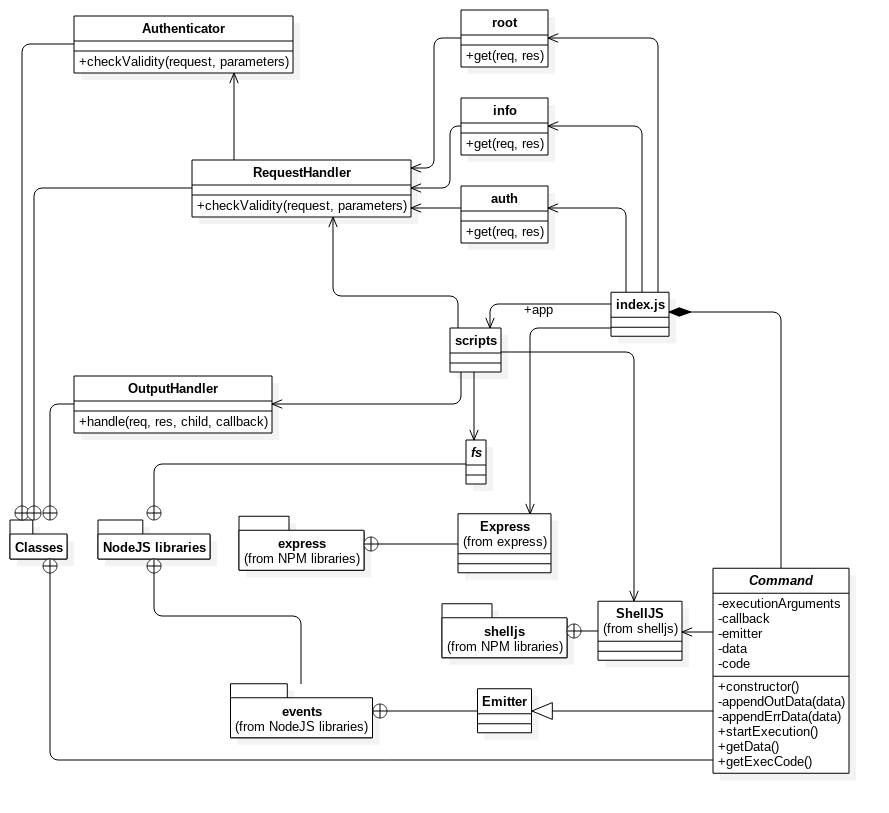 Authenticator
+checkValidity(request, parameters)
root
+get(req, res)
info
+get(req, res)
RequestHandler
+checkValidity(request, parameters)
auth
+get(req, res)
index.js
+app
scripts
OutputHandler
+handle(req, res, child, callback)
fs
Classes
NodeJS libraries
express
(from NPM libraries)
Express
(from express)
Command
-executionArguments
-callback
-emitter
-data
-code
+constructor()
-appendOutData(data)
-appendErrData(data)
+startExecution()
+getData()
+getExecCode()
shelljs
(from NPM libraries)
ShellJS
(from shelljs)
events
(from NodeJS libraries)
Emitter